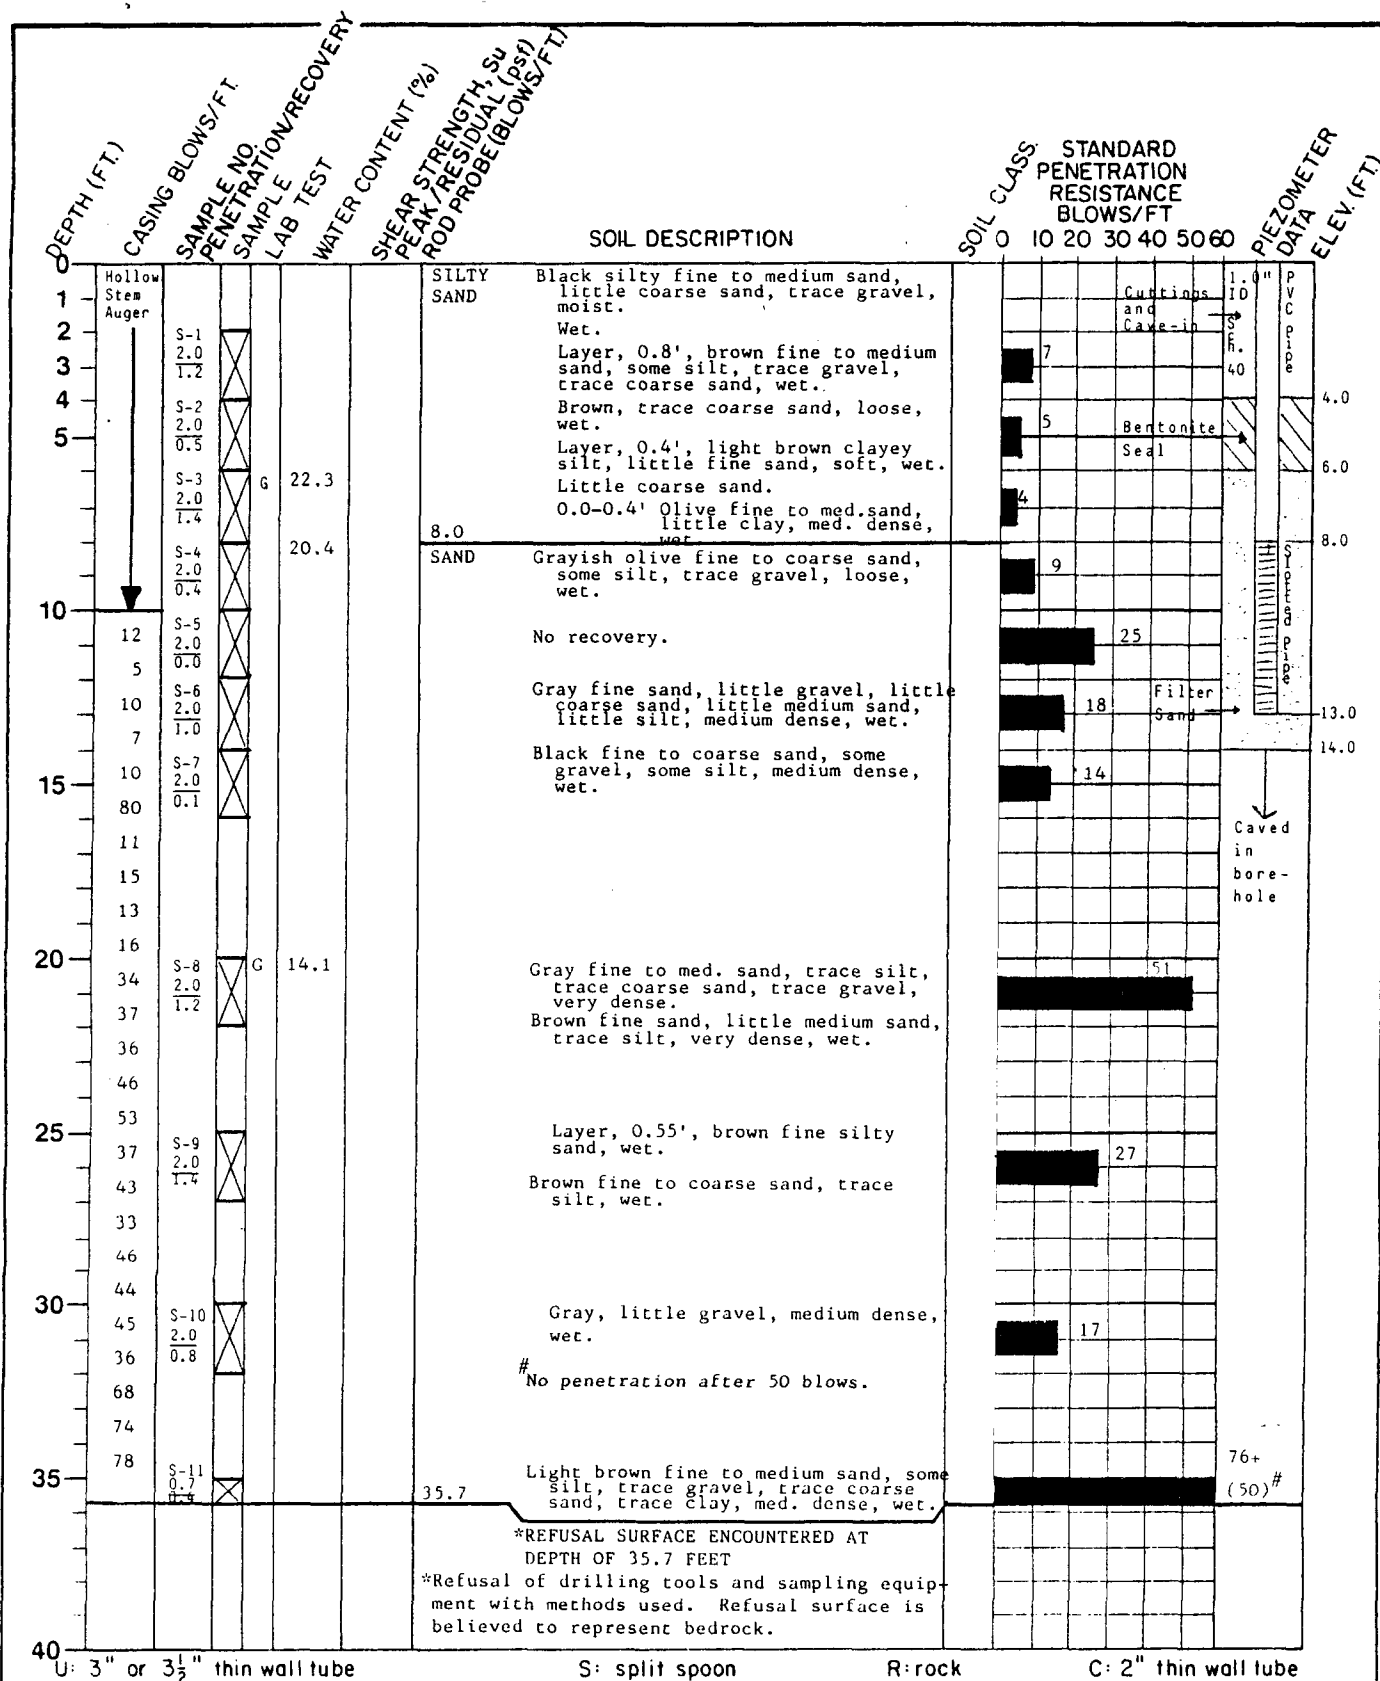 DEPTH (FT.)
CASING BLOWS/FT.
SAMPLE NO.
PENETRATION/RECOVERY
SAMPLE
LAB TEST
WATER CONTENT (%)
SHEAR STRENGTH, Su
PEAK/RESIDUAL (psf)
ROD PROBE (BLOWS/FT.)
SOIL DESCRIPTION
SOIL CLASS.
STANDARD
PENETRATION
RESISTANCE
BLOWS/FT
0 10 20 30 40 50 60
PIEZOMETER
DATA
ELEV. (FT.)
0
1
2
3
4
5
10
15
20
25
30
35
40
Hollow
Stem
Auger
12
5
10
7
10
80
11
15
13
16
34
37
36
46
53
37
43
33
46
44
45
36
68
74
78
S-1
2.0
1.2
S-2
2.0
0.5
S-3
2.0
1.4
S-4
2.0
0.4
S-5
2.0
0.0
S-6
2.0
1.0
S-7
2.0
0.1
S-8
2.0
1.2
S-9
2.0
1.4
S-10
2.0
0.8
S-11
0.7
G 22.3
20.4
G 14.1
SILTY
SAND
8.0
SAND
35.7
Black silty fine to medium sand,
little coarse sand, trace gravel,
moist.
Wet.
Layer, 0.8', brown fine to medium
sand, some silt, trace gravel,
trace coarse sand, wet.
Brown, trace coarse sand, loose,
wet.
Layer, 0.4', light brown clayey
silt, little fine sand, soft, wet.
Little coarse sand.
0.0-0.4' Olive fine to med.sand,
little clay, med. dense,
wet.
Grayish olive fine to coarse sand,
some silt, trace gravel, loose,
wet.
No recovery.
Gray fine sand, little gravel, little
coarse sand, little medium sand,
little silt, medium dense, wet.
Black fine to coarse sand, some
gravel, some silt, medium dense,
wet.
Gray fine to med. sand, trace silt,
trace coarse sand, trace gravel,
very dense.
Brown fine sand, little medium sand,
trace silt, very dense, wet.
Layer, 0.55', brown fine silty
sand, wet.
Brown fine to coarse sand, trace
silt, wet.
Gray, little gravel, medium dense,
wet.
#No penetration after 50 blows.
Light brown fine to medium sand, some
silt, trace gravel, trace coarse
sand, trace clay, med. dense, wet.
*REFUSAL SURFACE ENCOUNTERED AT
DEPTH OF 35.7 FEET
*Refusal of drilling tools and sampling equip-
ment with methods used. Refusal surface is
believed to represent bedrock.
7
5
4
9
25
18
14
51
27
17
76+
(50)#
Cuttings
and
Cave-in
1.0"
ID
Sch.
40
PVC pipe
Bentonite
Seal
Slotted pipe
Filter
Sand
Caved
in
bore-
hole
4.0
6.0
8.0
13.0
14.0
U: 3" or 3½" thin wall tube S: split spoon R: rock C: 2" thin wall tube